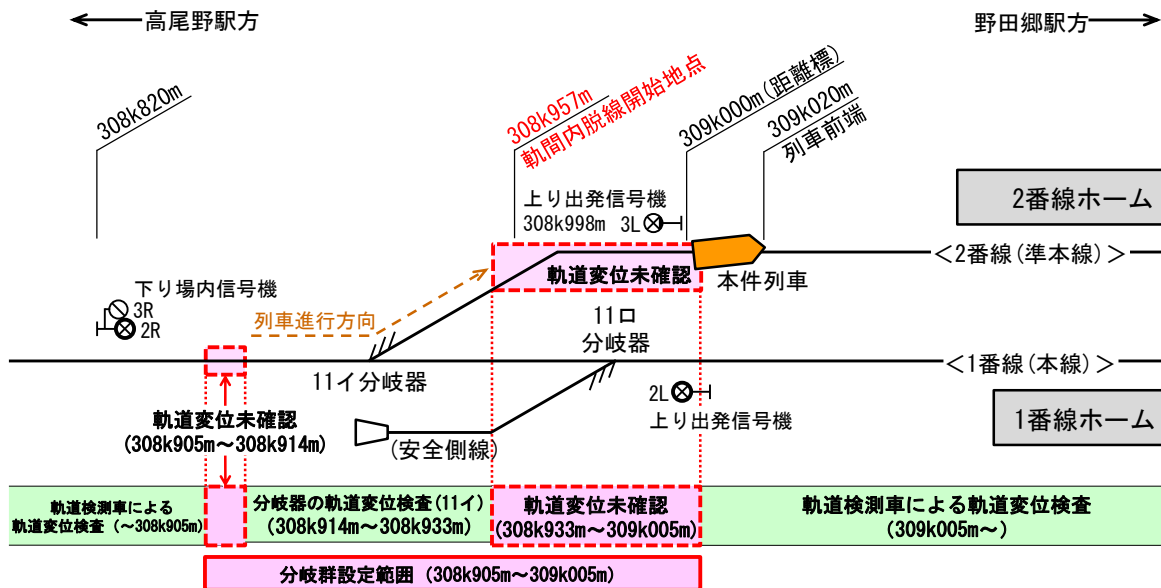 高尾野駅方
野田郷駅方
308k820m
308k957m
軌間内脱線開始地点
309k000m(距離標)
309k020m
列車前端
上り出発信号機
308k998m 3L
2番線ホーム
軌道変位未確認
本件列車
<2番線(準本線)>
下り場内信号機
3R
2R
列車進行方向
11ロ
分岐器
11イ分岐器
<1番線(本線)>
軌道変位未確認
(308k905m～308k914m)
(安全側線)
2L
上り出発信号機
1番線ホーム
軌道検測車による
軌道変位検査 (～308k905m)
分岐器の軌道変位検査(11イ)
(308k914m～308k933m)
軌道変位未確認
(308k933m～309k005m)
軌道検測車による軌道変位検査
(309k005m～)
分岐群設定範囲 (308k905m～309k005m)